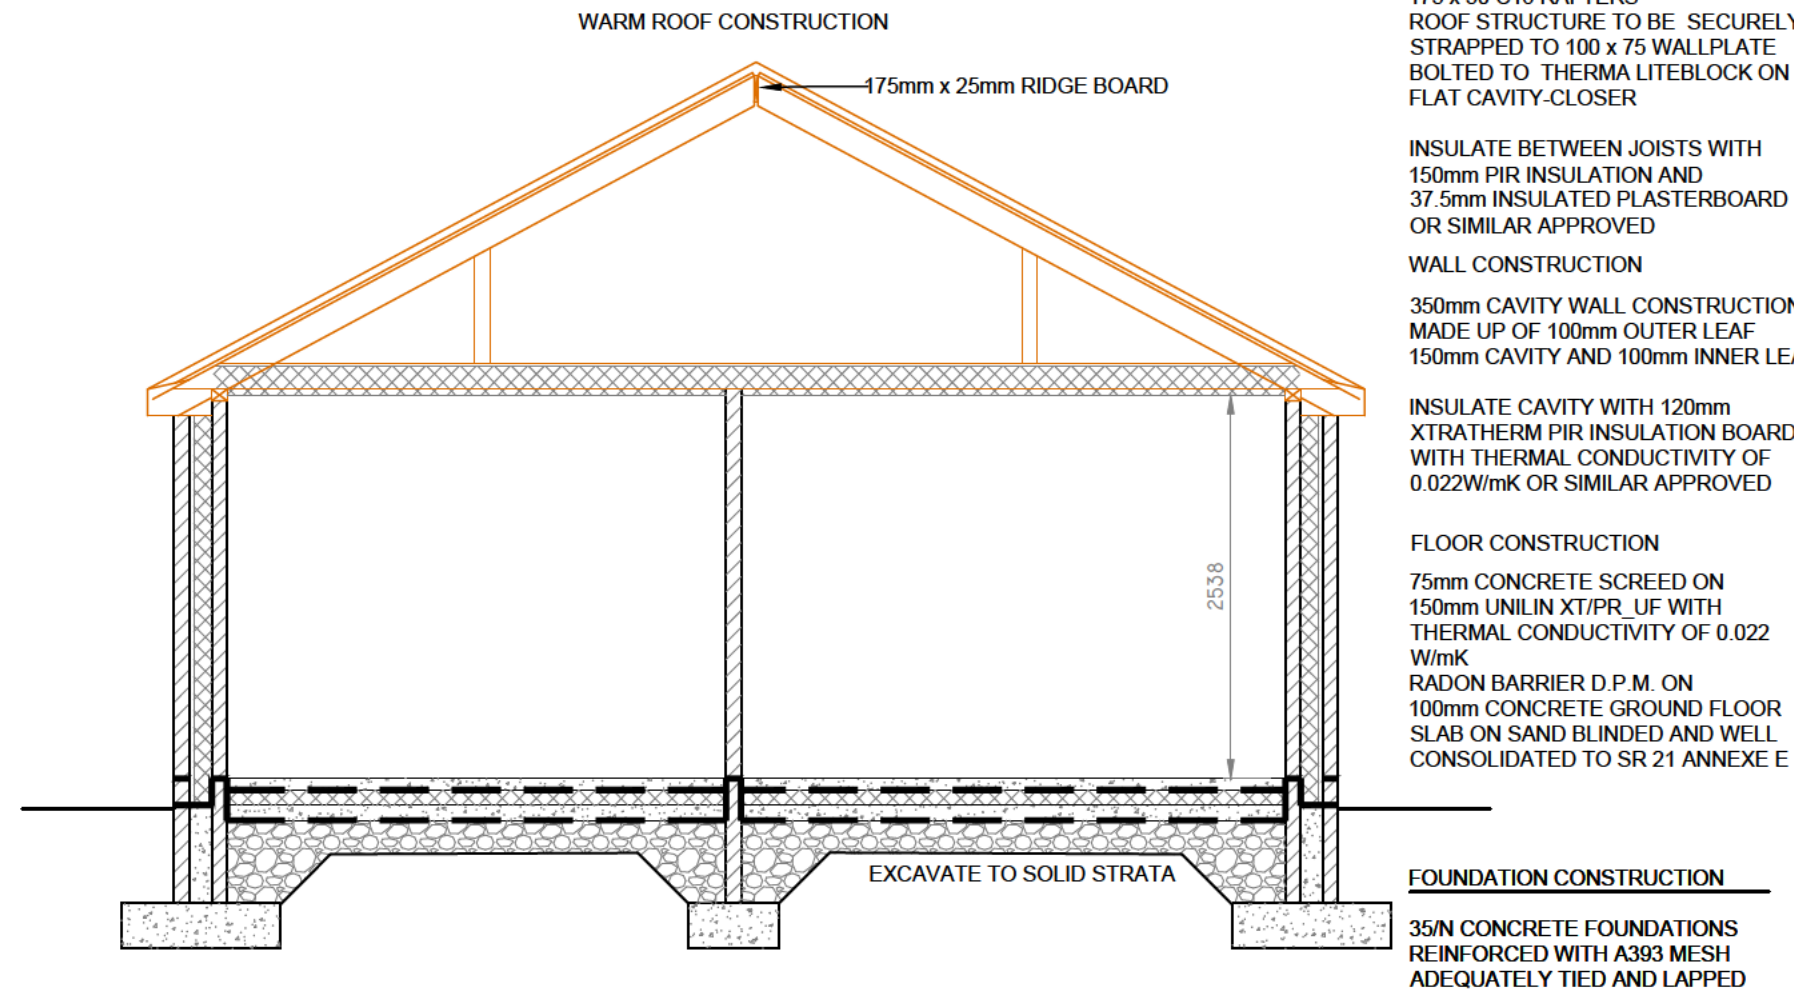 WARM ROOF CONSTRUCTION
175mm x 25mm RIDGE BOARD
2538
EXCAVATE TO SOLID STRATA
ROOF STRUCTURE TO BE SECURELY
STRAPPED TO 100 x 75 WALLPLATE
BOLTED TO THERMA LITEBLOCK ON
FLAT CAVITY-CLOSER
INSULATE BETWEEN JOISTS WITH
150mm PIR INSULATION AND
37.5mm INSULATED PLASTERBOARD
OR SIMILAR APPROVED
WALL CONSTRUCTION
350mm CAVITY WALL CONSTRUCTION
MADE UP OF 100mm OUTER LEAF
150mm CAVITY AND 100mm INNER
INSULATE CAVITY WITH 120mm
XTRATHERM PIR INSULATION BOARD
WITH THERMAL CONDUCTIVITY OF
0.022W/mK OR SIMILAR APPROVED
FLOOR CONSTRUCTION
75mm CONCRETE SCREED ON
150mm UNILIN XT/PR_UF WITH
THERMAL CONDUCTIVITY OF 0.022
W/mK
RADON BARRIER D.P.M. ON
100mm CONCRETE GROUND FLOOR
SLAB ON SAND BLINDED AND WELL
CONSOLIDATED TO SR 21 ANNEXE E
FOUNDATION CONSTRUCTION
35/N CONCRETE FOUNDATIONS
REINFORCED WITH A393 MESH
ADEQUATELY TIED AND LAPPED